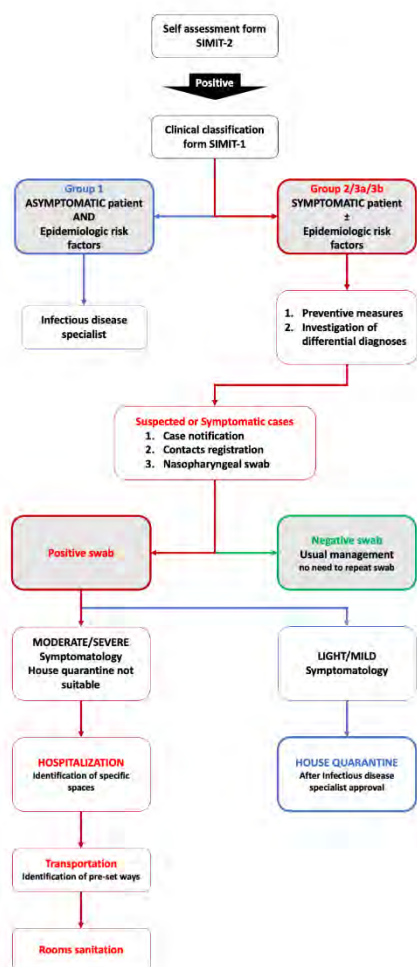 Self assessment form
SIMIT-2
Positive
Clinical classification
form SIMIT-1
Group 1
ASYMPTOMATIC patient
AND
Epidemiologic risk
factors
Group 2/3a/3b
SYMPTOMATIC patient
±
Epidemiologic risk
factors
Infectious disease
specialist
1. Preventive measures
2. Investigation of
differential diagnoses
Suspected or Symptomatic cases
1. Case notification
2. Contacts registration
3. Nasopharyngeal swab
Positive swab
Negative swab
Usual management
no need to repeat swab
MODERATE/SEVERE
Symptomatology
House quarantine not
suitable
LIGHT/MILD
Symptomatology
HOSPITALIZATION
Identification of specific
spaces
HOUSE QUARANTINE
After Infectious disease
specialist approval
Transportation
Identification of pre-set ways
Rooms sanitation